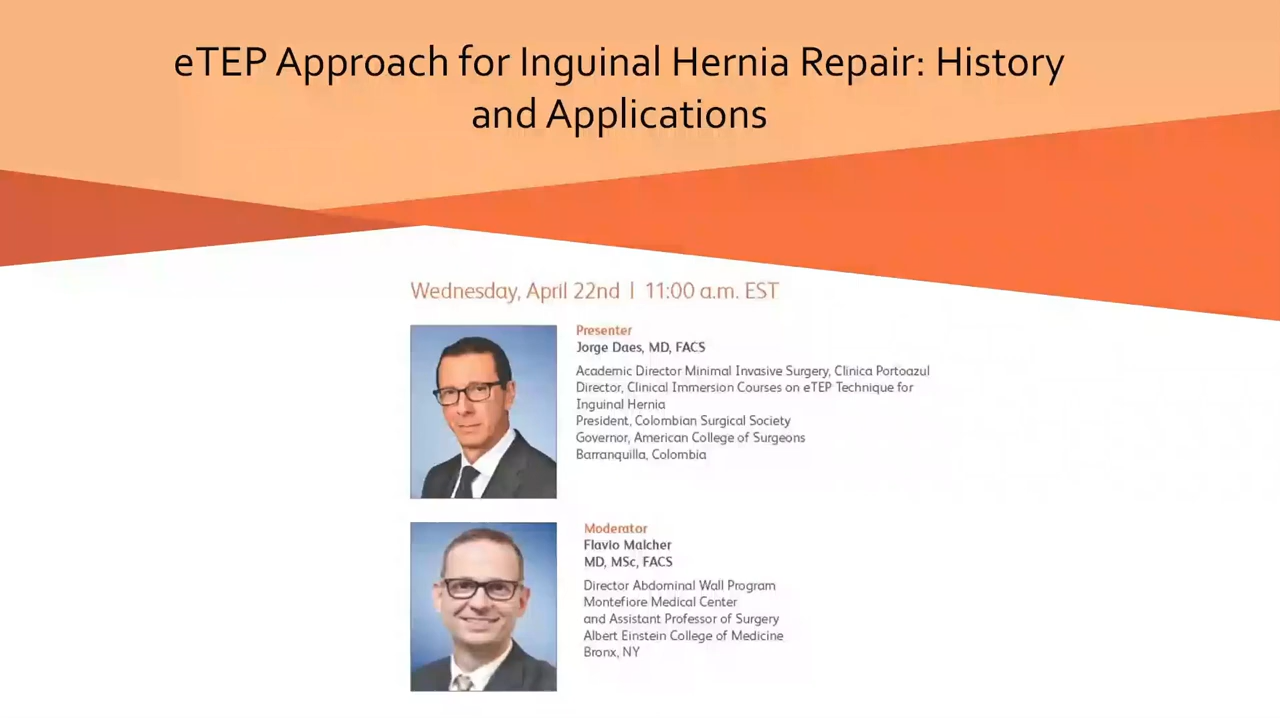 eTEP Approach for Inguinal Hernia Repair: History
and Applications
Wednesday, April 22nd | 11:00 a.m. EST
Presenter
Jorge Daes, MD, FACS
Academic Director Minimal Invasive Surgery, Clinica Portoazul
Director, Clinical Immersion Courses on eTEP Technique for
Inguinal Hernia
President, Colombian Surgical Society
Governor, American College of Surgeons
Barranquilla, Colombia
Moderator
Flavio Malcher
MD, MSc, FACS
Director Abdominal Wall Program
Montefiore Medical Center
and Assistant Professor of Surgery
Albert Einstein College of Medicine
Bronx, NY